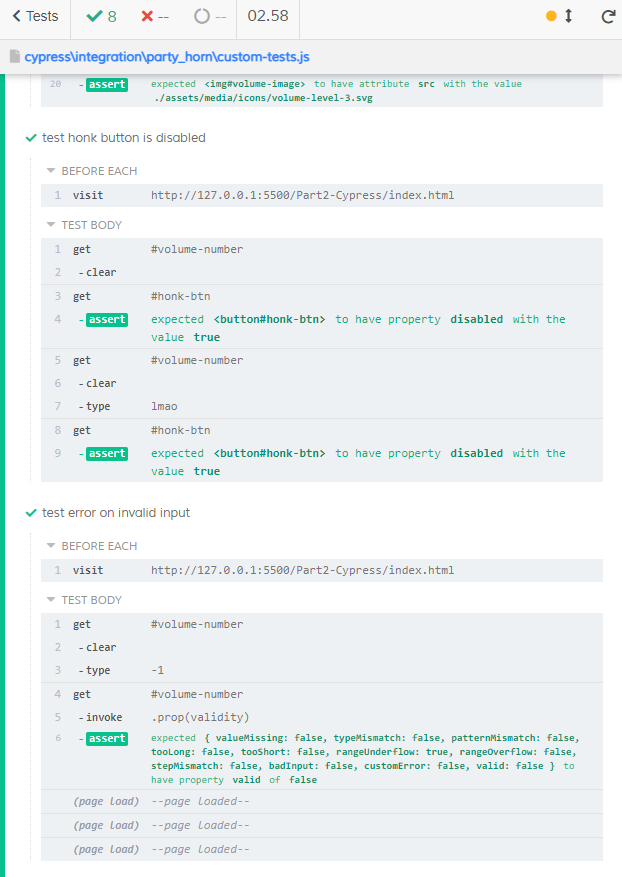 Tests 8 -- -- 02.58
cypress\integration\party_horn\custom-tests.js
20 - assert expected <img#volume-image> to have attribute src with the value
./assets/media/icons/volume-level-3.svg
test honk button is disabled
BEFORE EACH
1 visit http://127.0.0.1:5500/Part2-Cypress/index.html
TEST BODY
1 get #volume-number
2 - clear
3 get #honk-btn
4 - assert expected <button#honk-btn> to have property disabled with the
value true
5 get #volume-number
6 - clear
7 - type lmao
8 get #honk-btn
9 - assert expected <button#honk-btn> to have property disabled with the
value true
test error on invalid input
BEFORE EACH
1 visit http://127.0.0.1:5500/Part2-Cypress/index.html
TEST BODY
1 get #volume-number
2 - clear
3 - type -1
4 get #volume-number
5 - invoke .prop(validity)
6 - assert expected { valueMissing: false, typeMismatch: false, patternMismatch: false,
tooLong: false, tooShort: false, rangeUnderflow: true, rangeOverflow: false,
stepMismatch: false, badInput: false, customError: false, valid: false } to
have property valid of false
(page load) --page loaded--
(page load) --page loaded--
(page load) --page loaded--